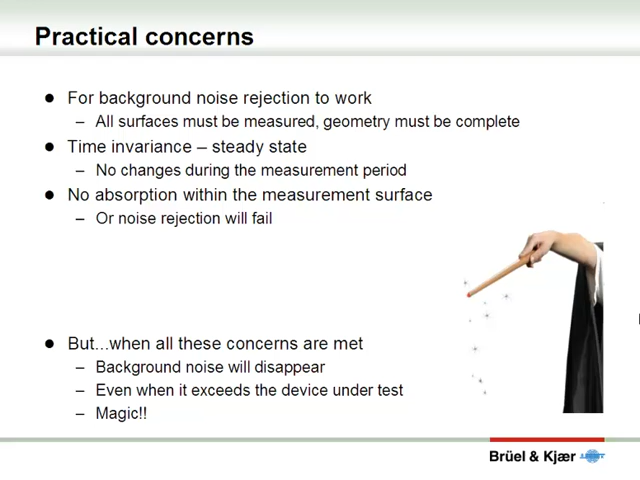 Practical concerns
● For background noise rejection to work
– All surfaces must be measured, geometry must be complete
● Time invariance – steady state
– No changes during the measurement period
● No absorption within the measurement surface
– Or noise rejection will fail
● But...when all these concerns are met
– Background noise will disappear
– Even when it exceeds the device under test
– Magic!!
Brüel & Kjær